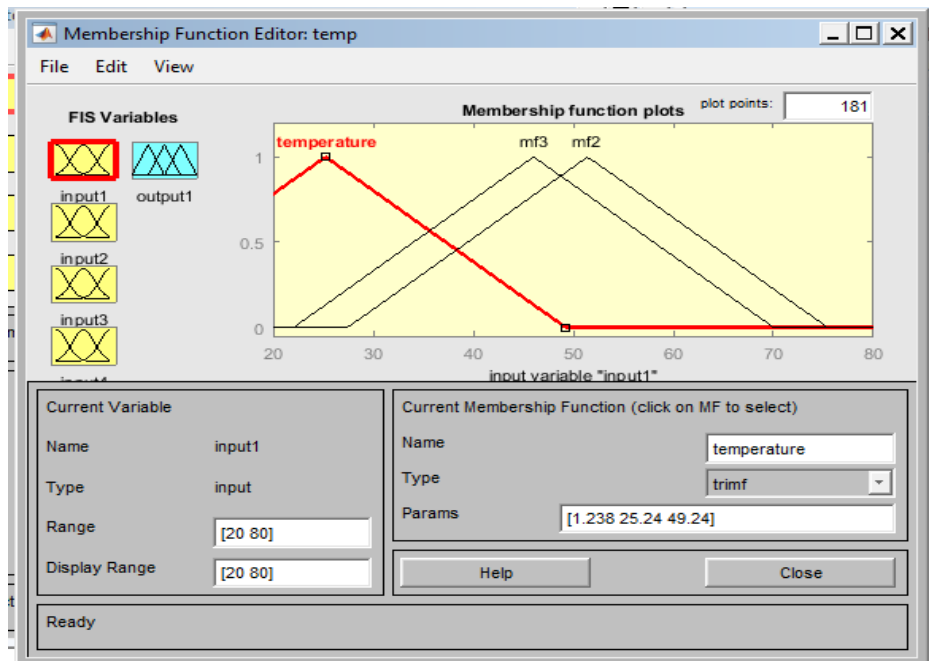 Membership Function Editor: temp
File Edit View
FIS Variables
Membership function plots
plot points:
181
input1
output1
input2
input3
temperature
mf3
mf2
1
0.5
0
20 30 40 50 60 70 80
input variable "input1"
Current Variable
Name input1
Type input
Range [20 80]
Display Range [20 80]
Current Membership Function (click on MF to select)
Name temperature
Type trimf
Params [1.238 25.24 49.24]
Help
Close
Ready